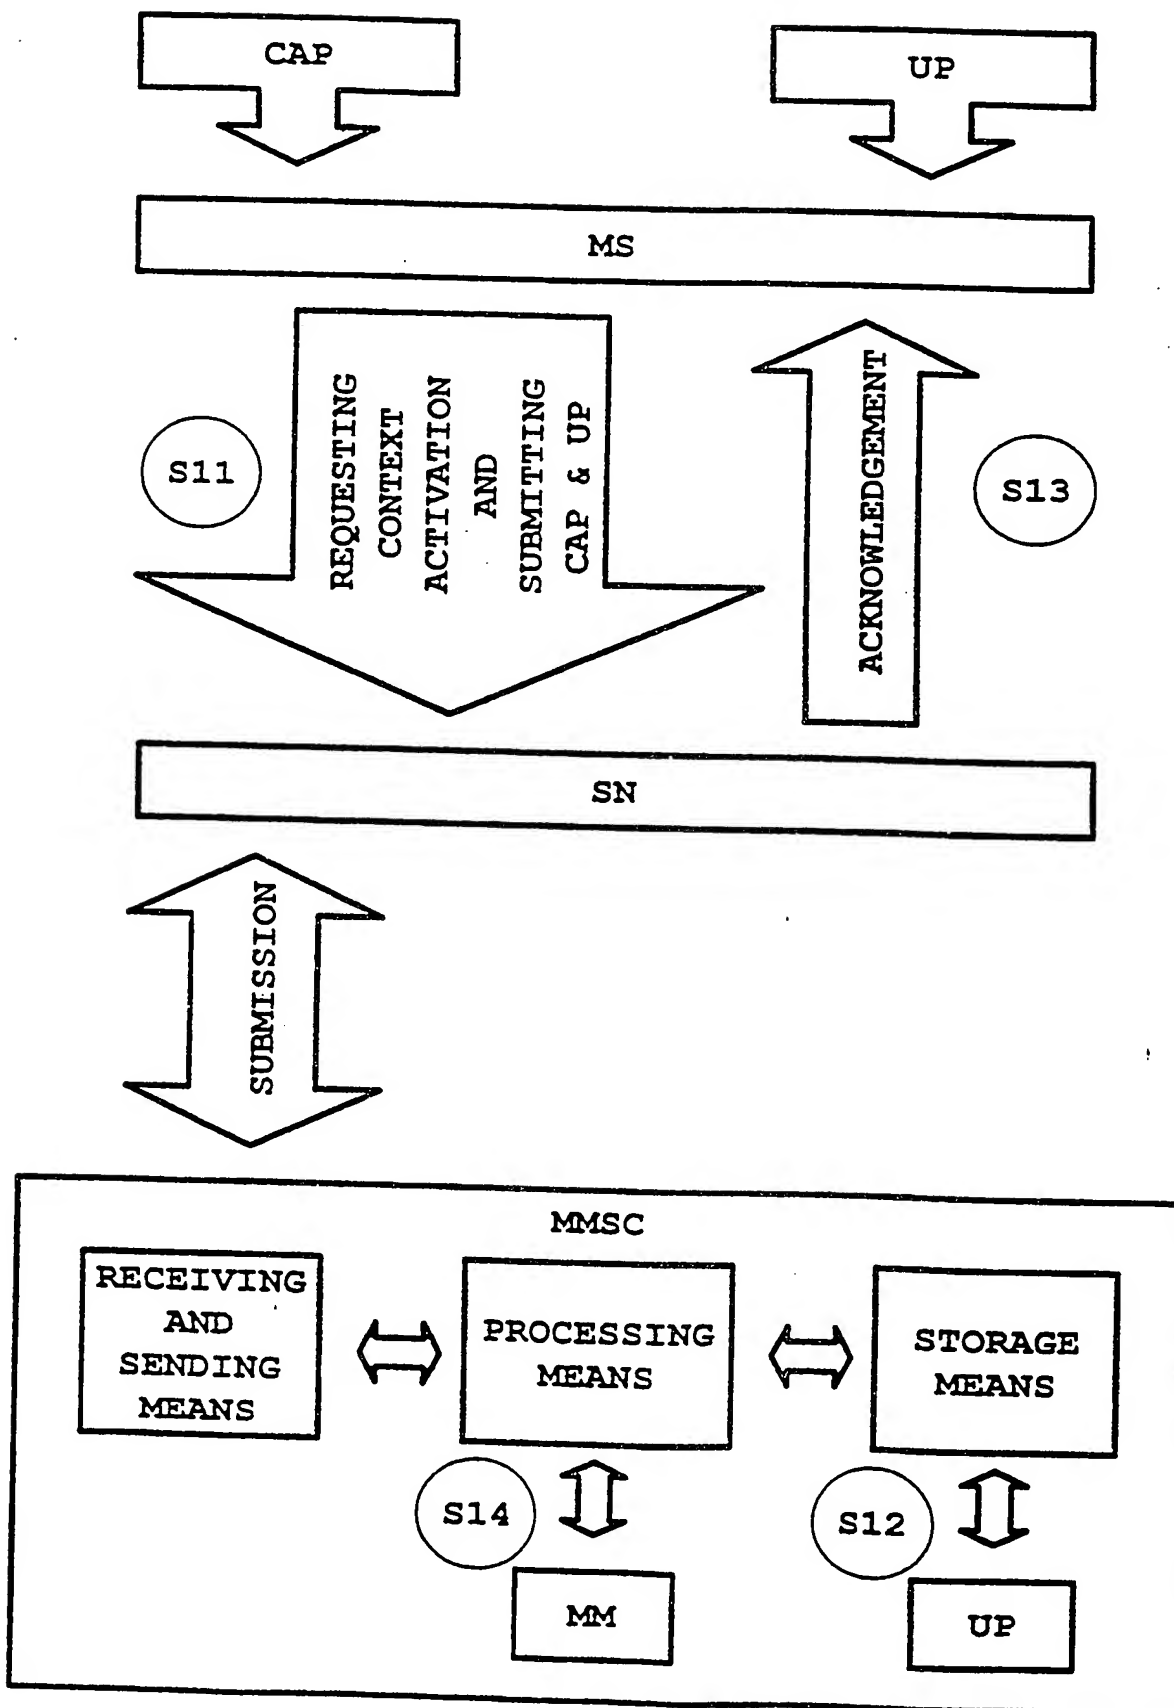 CAP
UP
MS
S11
REQUESTING
CONTEXT
ACTIVATION
AND
SUBMITTING
CAP & UP
ACKNOWLEDGEMENT
S13
SN
SUBMISSION
MMSC
RECEIVING
AND
SENDING
MEANS
PROCESSING
MEANS
STORAGE
MEANS
S14
S12
MM
UP